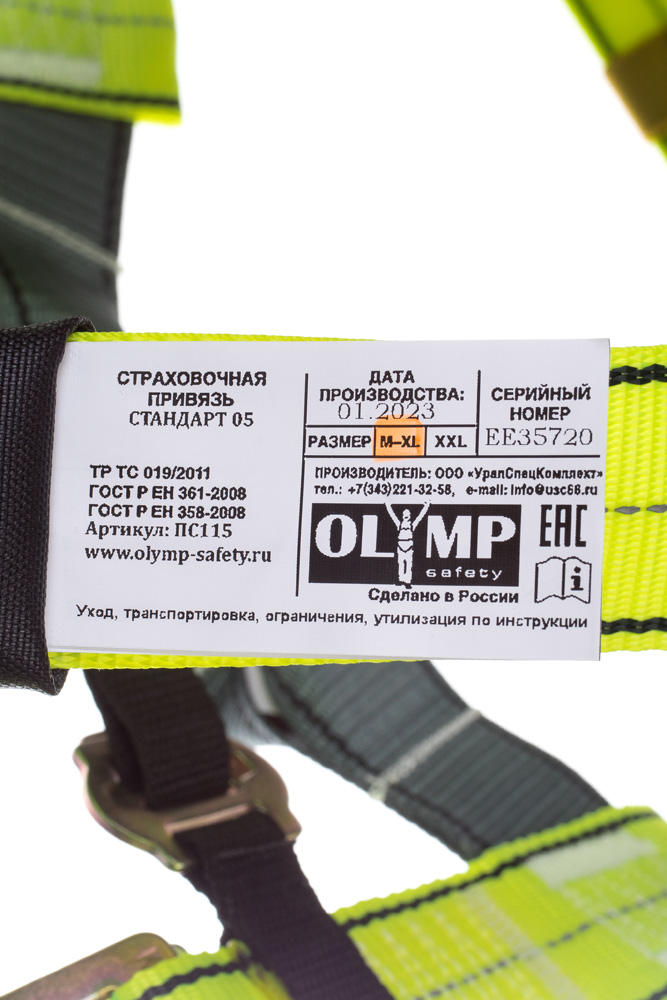 СТРАХОВОЧНАЯ
ПРИВЯЗЬ
СТАНДАРТ 05
ТР ТС 019/2011
ГОСТ Р ЕН 361-2008
ГОСТ Р ЕН 358-2008
Артикул: ПС115
www.olymp-safety.ru
ДАТА
ПРОИЗВОДСТВА:
01.2023
РАЗМЕР M–XL XXL
СЕРИЙНЫЙ
НОМЕР
EE35720
ПРОИЗВОДИТЕЛЬ: ООО «УралСпецКомплект»
тел.: +7(343)221-32-58, e-mail: info@usc66.ru
OLYMP
safety
EAC
i
Сделано в России
Уход, транспортировка, ограничения, утилизация по инструкции